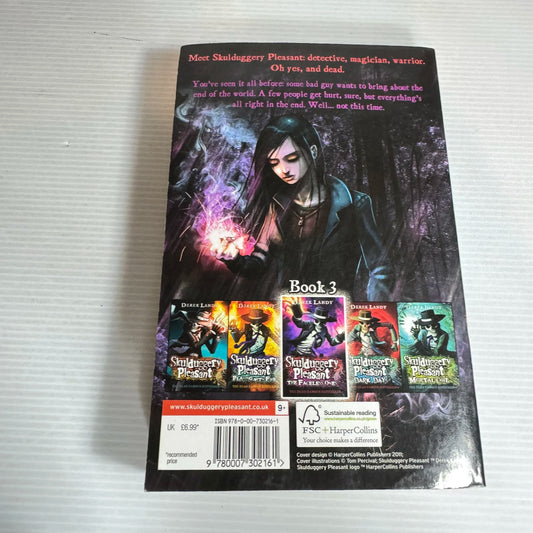 Meet Skulduggery Pleasant: detective, magician, warrior.
Oh yes, and dead.
You've seen it all before: some bad guy wants to bring about the
end of the world. A few people get hurt, sure, but everything's
all right in the end. Well... not this time.
Book 3
DEREK LANDY
Skulduggery
Pleasant
DEREK LANDY
Skulduggery
Pleasant
DEREK LANDY
Skulduggery
Pleasant
THE FACELESS ONES
DEREK LANDY
Skulduggery
Pleasant
DARK DAYS
DEREK LANDY
Skulduggery
Pleasant
MORTAL COIL
www.skulduggerypleasant.co.uk
9+
UK £6.99*
*recommended
price
ISBN 978-0-00-730216-1
9 780007 302161 >
FSC
Sustainable reading
www.harpercollins.co.uk/green
FSC + HarperCollins
Your choice makes a difference
Cover design © HarperCollins Publishers 2011;
Cover illustrations © Tom Percival; Skulduggery Pleasant ™ Derek
Skulduggery Pleasant logo ™ HarperCollins Publishers